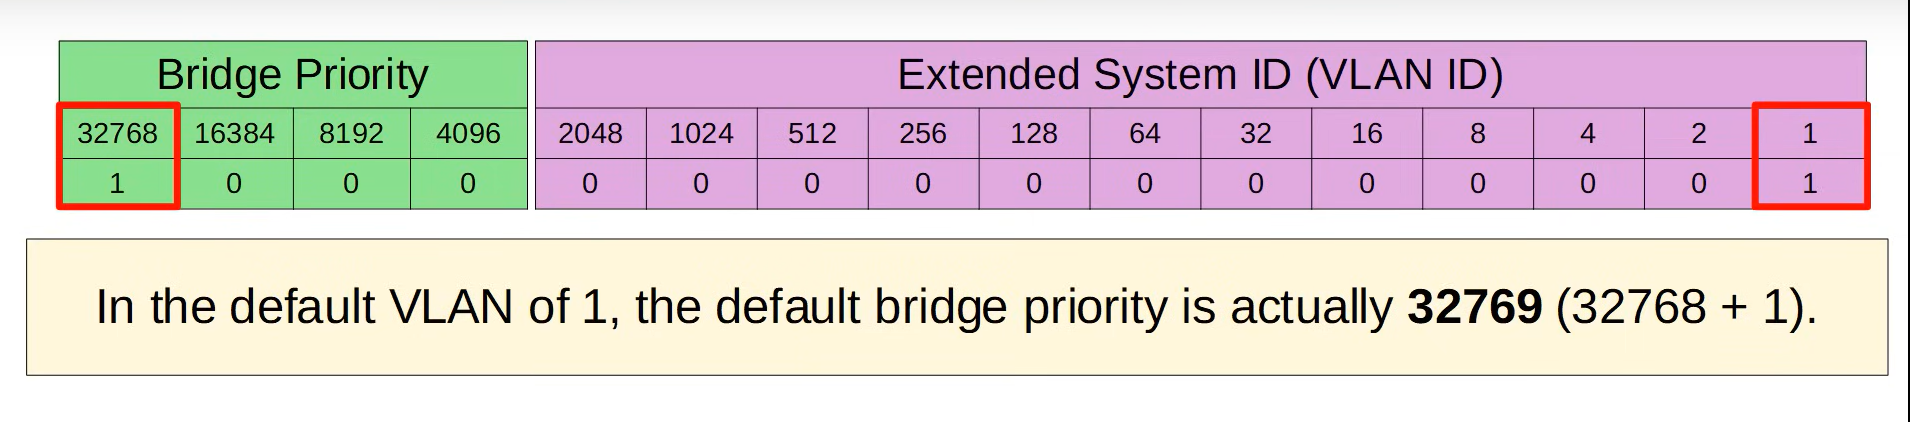 Bridge Priority Extended System ID (VLAN ID)
32768 16384 8192 4096 2048 1024 512 256 128 64 32 16 8 4 2 1
1 0 0 0 0 0 0 0 0 0 0 0 0 0 0 1
In the default VLAN of 1, the default bridge priority is actually 32769 (32768 + 1).